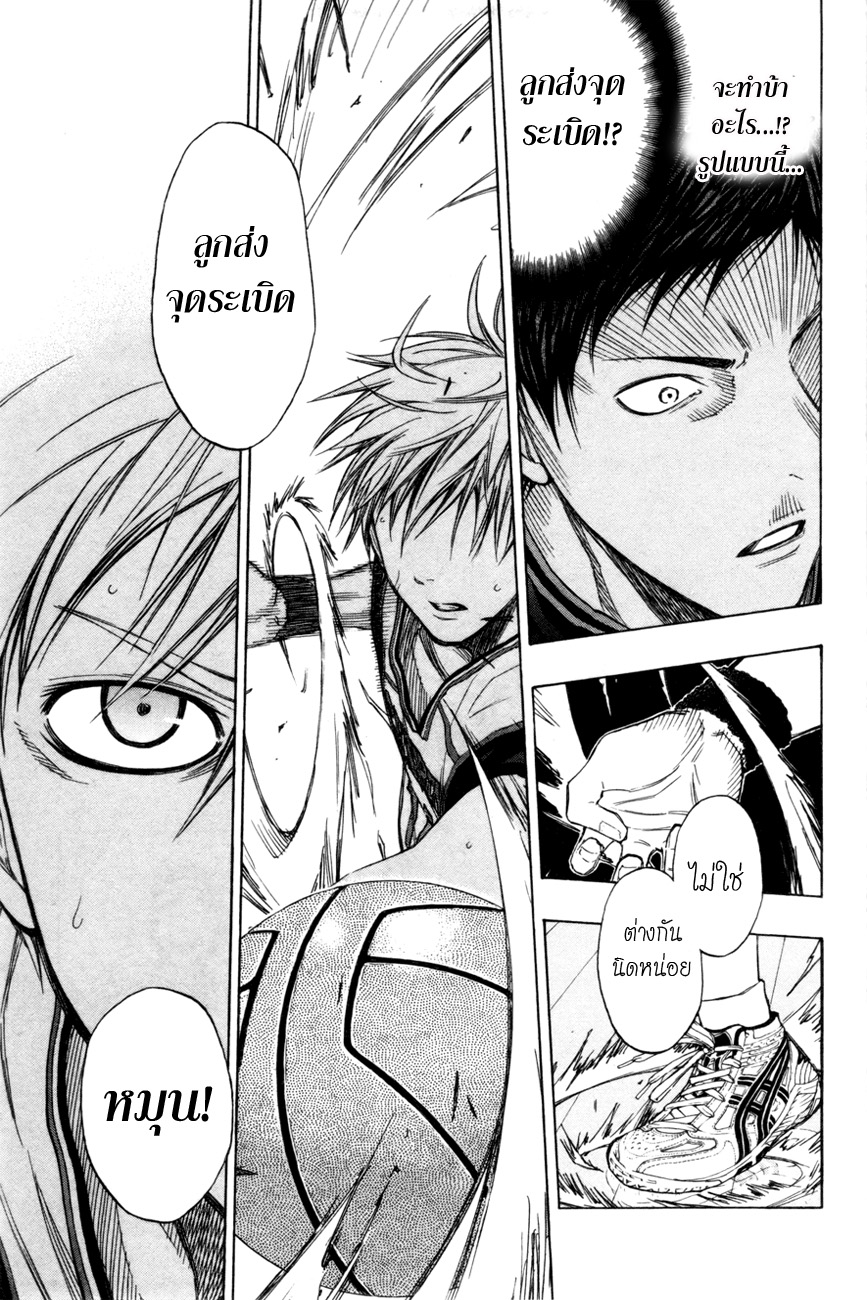 จะทำบ้า
อะไร...!?
รูปแบบนี้...
ลูกส่งจุด
ระเบิด!?
ไม่ใช่
ต่างกัน
นิดหน่อย
ลูกส่ง
จุดระเบิด
หมุน!